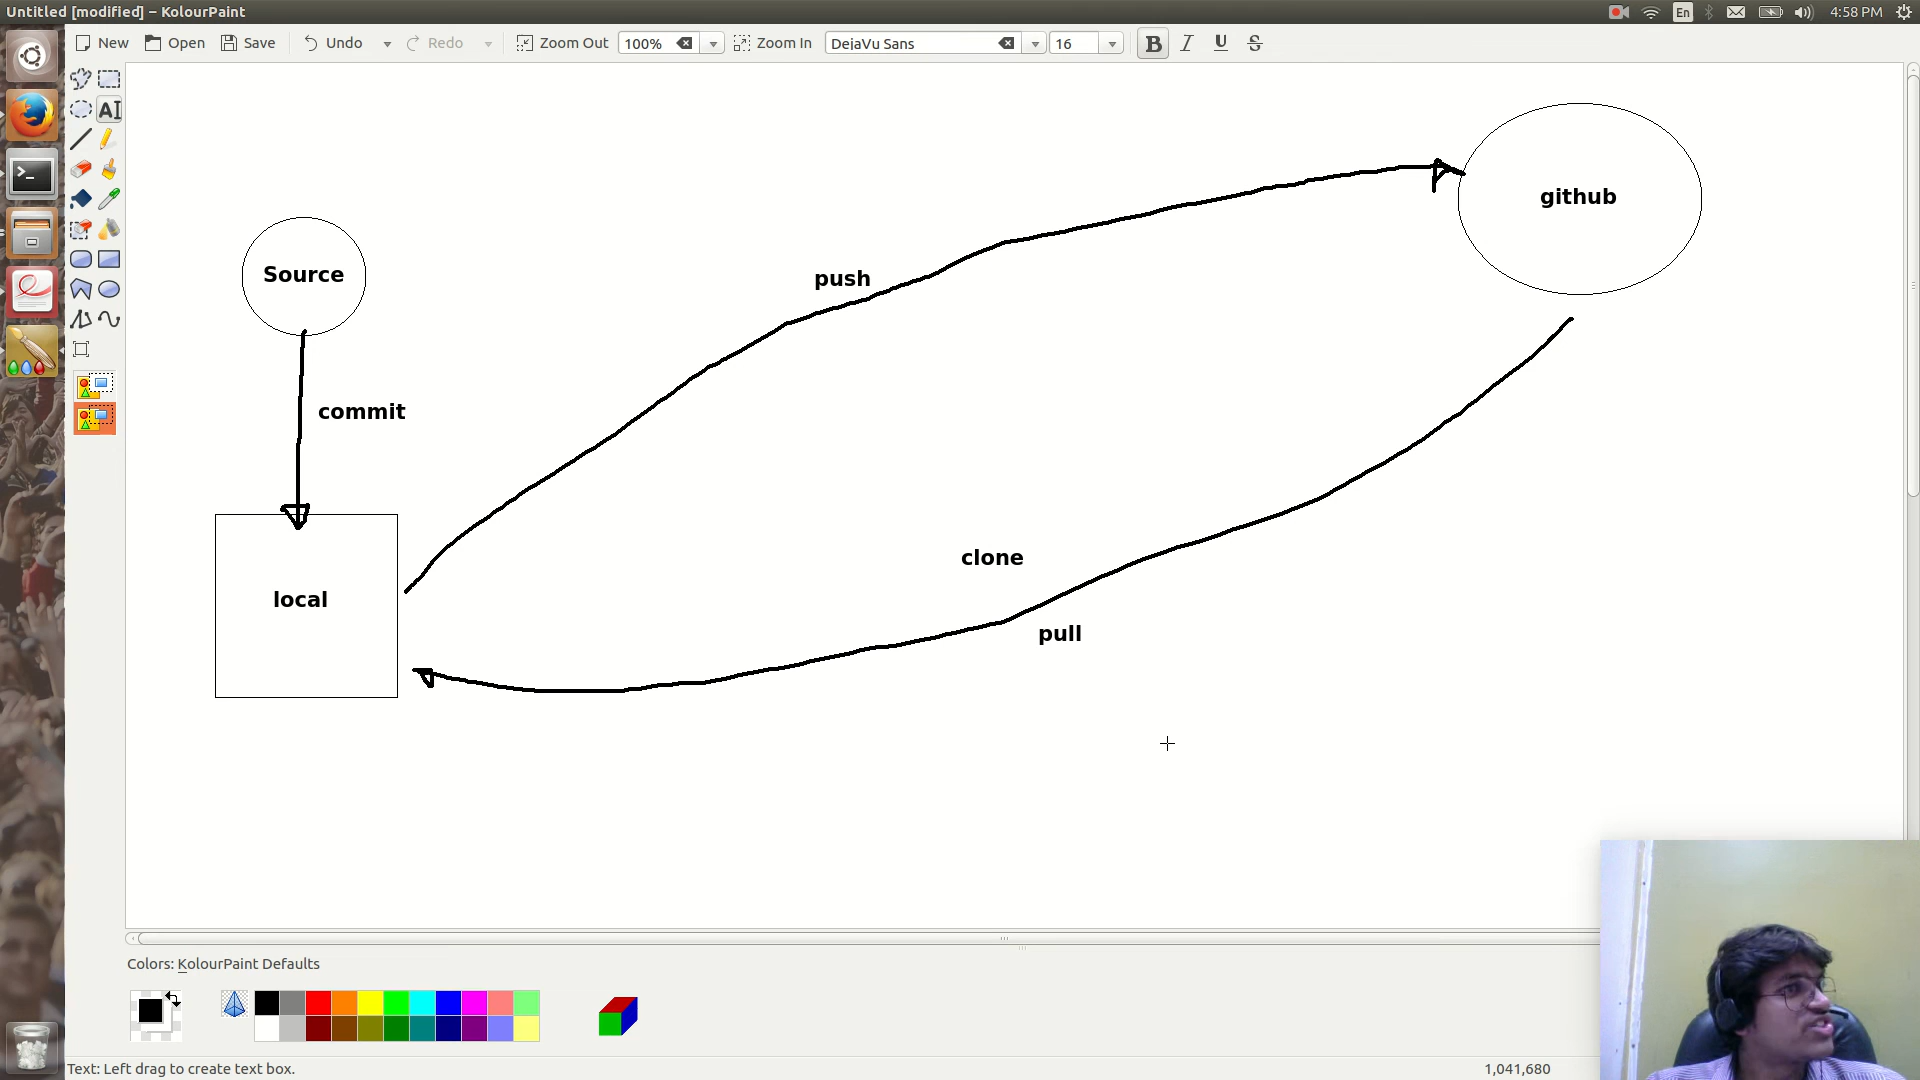 Untitled [modified] – KolourPaint
En
4:58 PM
New
Open
Save
Undo
Redo
Zoom Out
100%
Zoom In
DejaVu Sans
16
B
I
U
S
AI
github
Source
push
commit
clone
local
pull
Colors: KolourPaint Defaults
Text: Left drag to create text box.
1,041,680